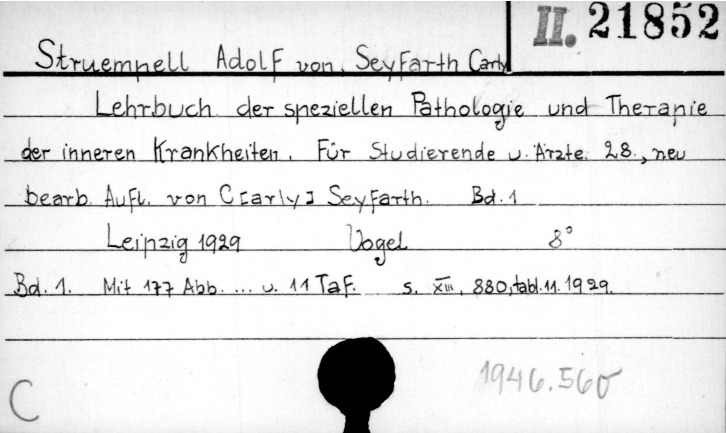 II. 21852
Struempell Adolf von, Seyfarth Carly
Lehrbuch der speziellen Pathologie und Therapie
der inneren Krankheiten. Für Studierende u. Ärzte. 28., neu
bearb. Aufl. von C[arly] Seyfarth. Bd. 1
Leipzig 1929 Vogel 8°
Bd. 1. Mit 177 Abb. ... u. 11 Taf. s. XIII, 880, tabl. 11. 1929.
1946.560
C